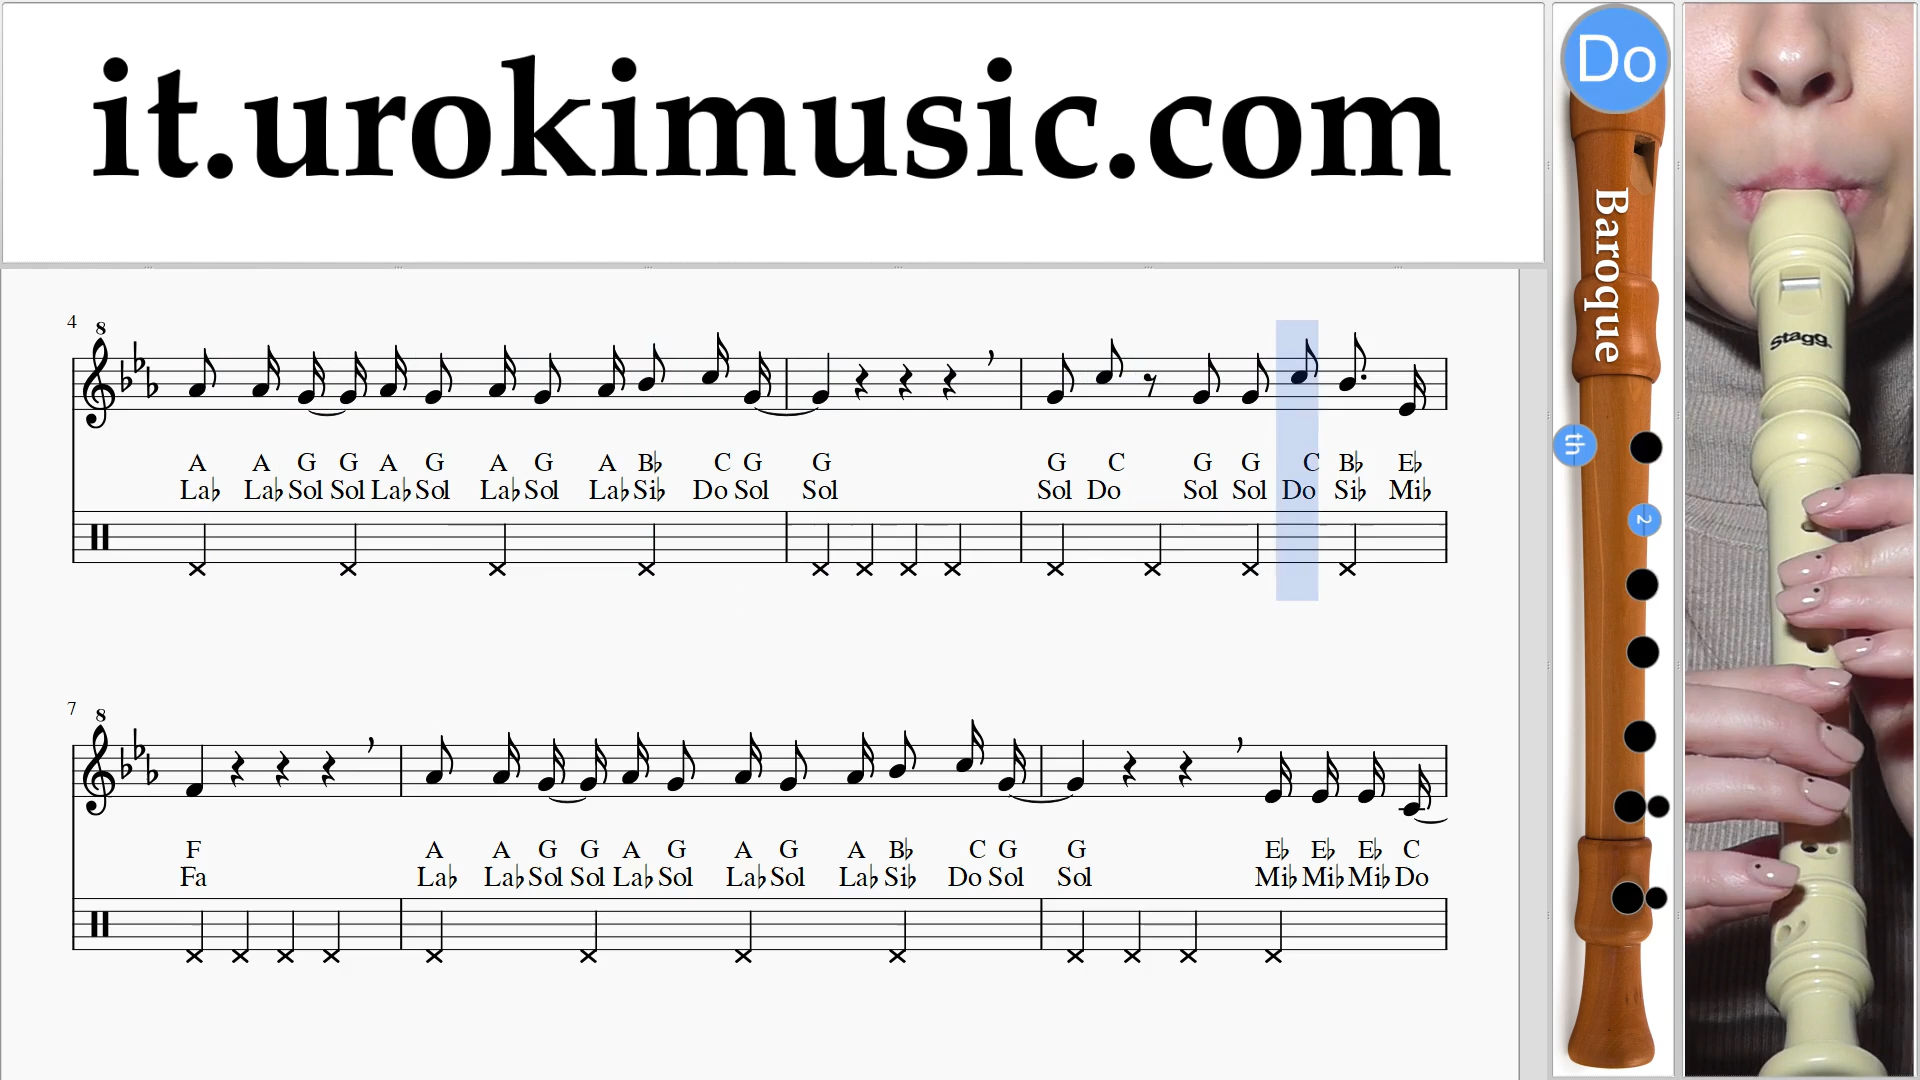 it.urokimusic.com
Do
Baroque
Stagg.
th
2
4
8
A A G G A G A G A B♭ C G G G C G G C B♭ E♭
La♭ La♭ Sol Sol La♭ Sol La♭ Sol La♭ Si♭ Do Sol Sol Sol Do Sol Sol Do Si♭ Mi♭
7
8
F A A G G A G A G A B♭ C G G E♭ E♭ E♭ C
Fa La♭ La♭ Sol Sol La♭ Sol La♭ Sol La♭ Si♭ Do Sol Sol Mi♭ Mi♭ Mi♭ Do